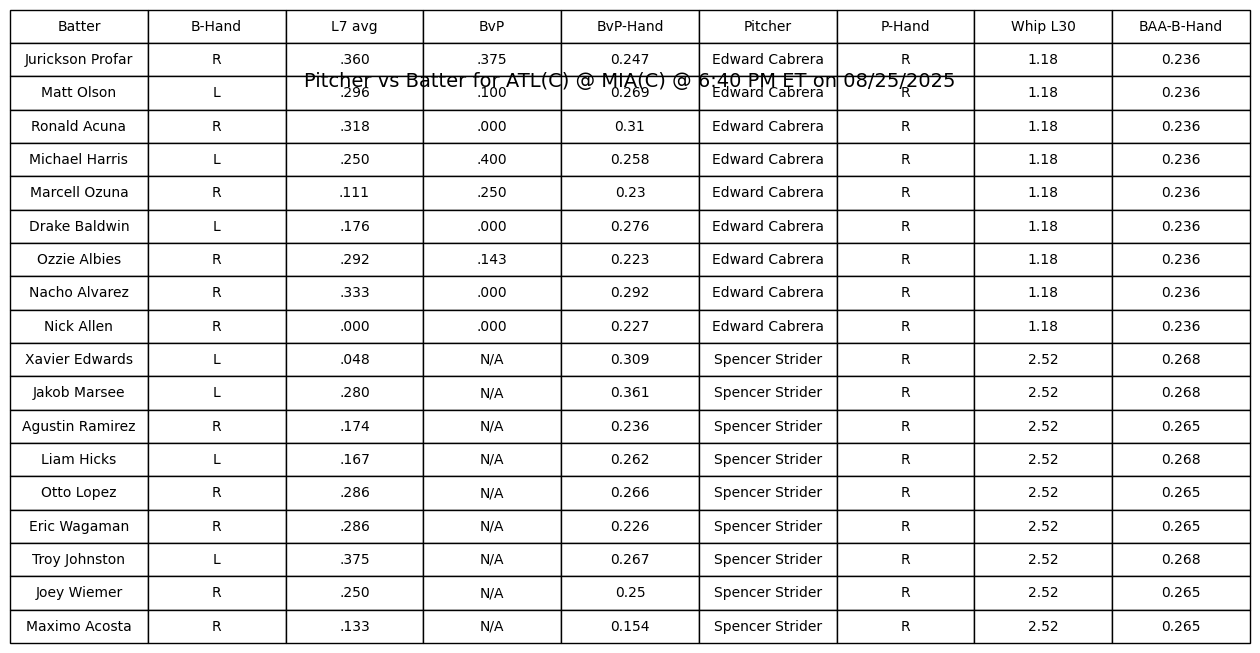 Batter B-Hand L7 avg BvP BvP-Hand Pitcher P-Hand Whip L30 BAA-B-Hand
Jurickson Profar R .360 .375 0.247 Edward Cabrera R 1.18 0.236
Pitcher vs Batter for ATL(C) @ MIA(C) @ 6:40 PM ET on 08/25/2025
Matt Olson L .296 .100 0.269 Edward Cabrera R 1.18 0.236
Ronald Acuna R .318 .000 0.31 Edward Cabrera R 1.18 0.236
Michael Harris L .250 .400 0.258 Edward Cabrera R 1.18 0.236
Marcell Ozuna R .111 .250 0.23 Edward Cabrera R 1.18 0.236
Drake Baldwin L .176 .000 0.276 Edward Cabrera R 1.18 0.236
Ozzie Albies R .292 .143 0.223 Edward Cabrera R 1.18 0.236
Nacho Alvarez R .333 .000 0.292 Edward Cabrera R 1.18 0.236
Nick Allen R .000 .000 0.227 Edward Cabrera R 1.18 0.236
Xavier Edwards L .048 N/A 0.309 Spencer Strider R 2.52 0.268
Jakob Marsee L .280 N/A 0.361 Spencer Strider R 2.52 0.268
Agustin Ramirez R .174 N/A 0.236 Spencer Strider R 2.52 0.265
Liam Hicks L .167 N/A 0.262 Spencer Strider R 2.52 0.268
Otto Lopez R .286 N/A 0.266 Spencer Strider R 2.52 0.265
Eric Wagaman R .286 N/A 0.226 Spencer Strider R 2.52 0.265
Troy Johnston L .375 N/A 0.267 Spencer Strider R 2.52 0.268
Joey Wiemer R .250 N/A 0.25 Spencer Strider R 2.52 0.265
Maximo Acosta R .133 N/A 0.154 Spencer Strider R 2.52 0.265